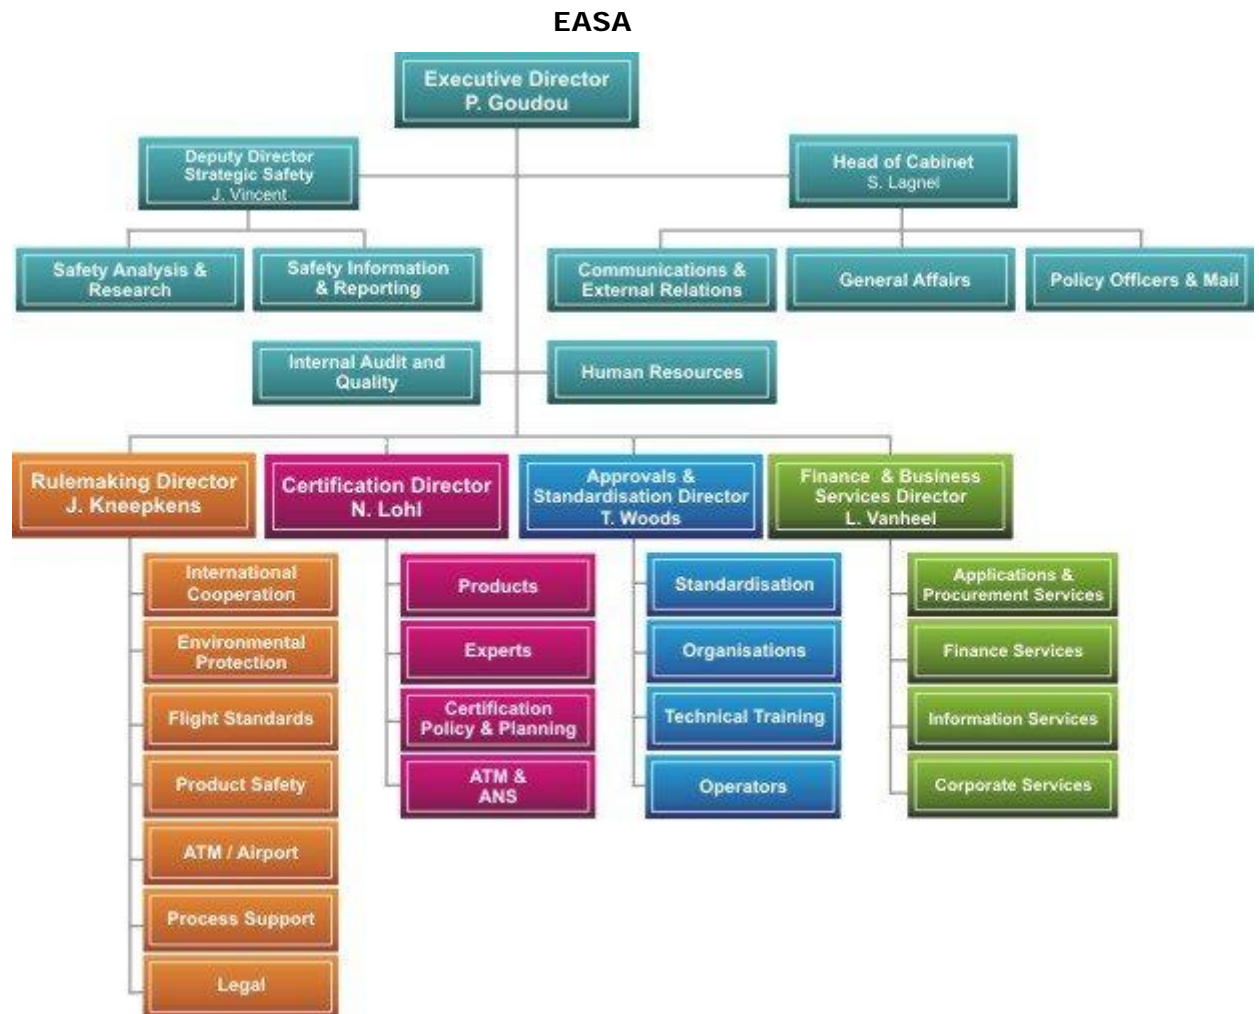 EASA
Executive Director
P. Goudou
Deputy Director
Strategic Safety
J. Vincent
Head of Cabinet
S. Lagnel
Safety Analysis &
Research
Safety Information
& Reporting
Communications &
External Relations
General Affairs
Policy Officers & Mail
Internal Audit and
Quality
Human Resources
Rulemaking Director
J. Kneepkens
Certification Director
N. Lohl
Approvals &
Standardisation Director
T. Woods
Finance & Business
Services Director
L. Vanheel
International
Cooperation
Environmental
Protection
Flight Standards
Product Safety
ATM / Airport
Process Support
Legal
Products
Experts
Certification
Policy & Planning
ATM &
ANS
Standardisation
Organisations
Technical Training
Operators
Applications &
Procurement Services
Finance Services
Information Services
Corporate Services